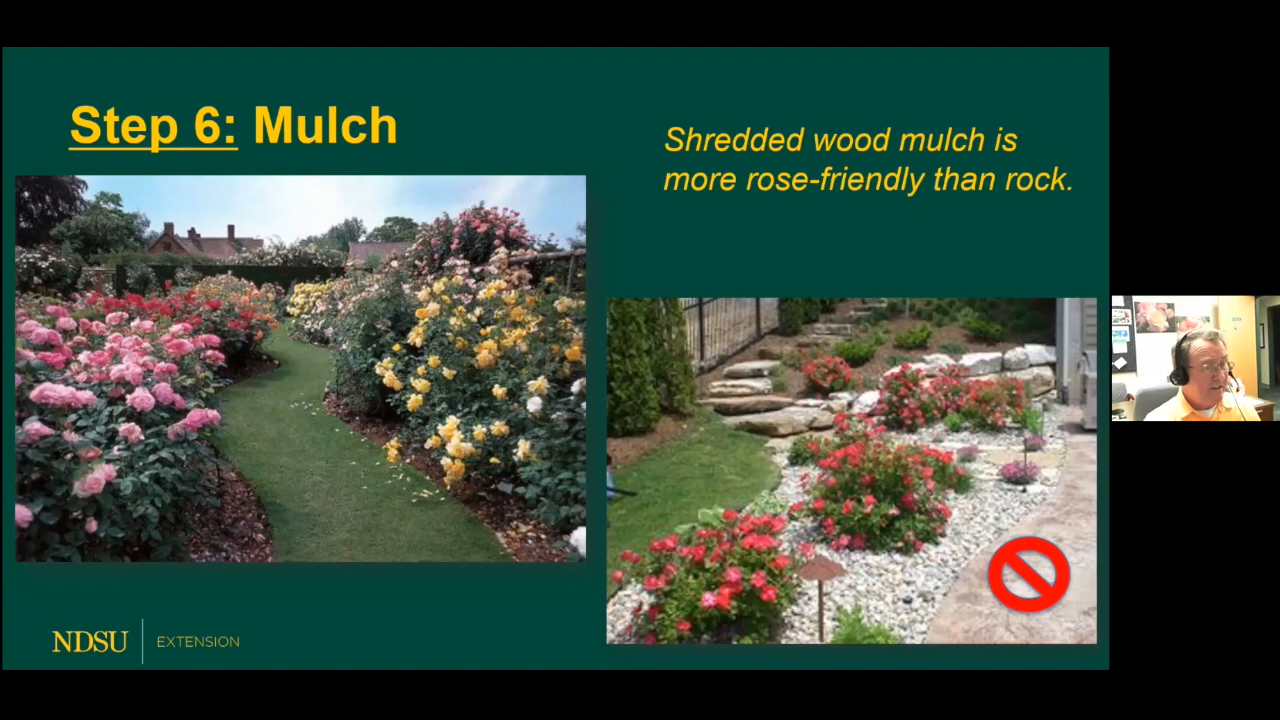 Step 6: Mulch
Shredded wood mulch is
more rose-friendly than rock.
NDSU EXTENSION